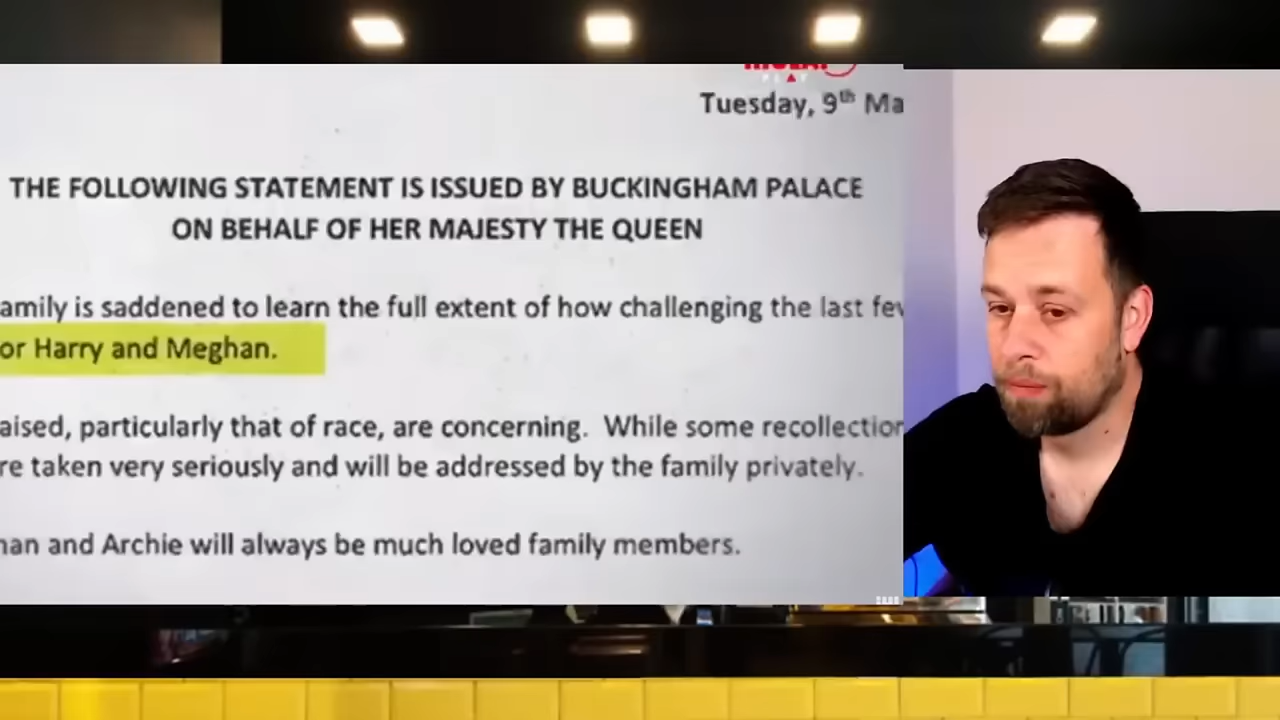 Tuesday, 9th Ma
THE FOLLOWING STATEMENT IS ISSUED BY BUCKINGHAM PALACE
ON BEHALF OF HER MAJESTY THE QUEEN
amily is saddened to learn the full extent of how challenging the last few
or Harry and Meghan.
aised, particularly that of race, are concerning. While some recollection
re taken very seriously and will be addressed by the family privately.
han and Archie will always be much loved family members.